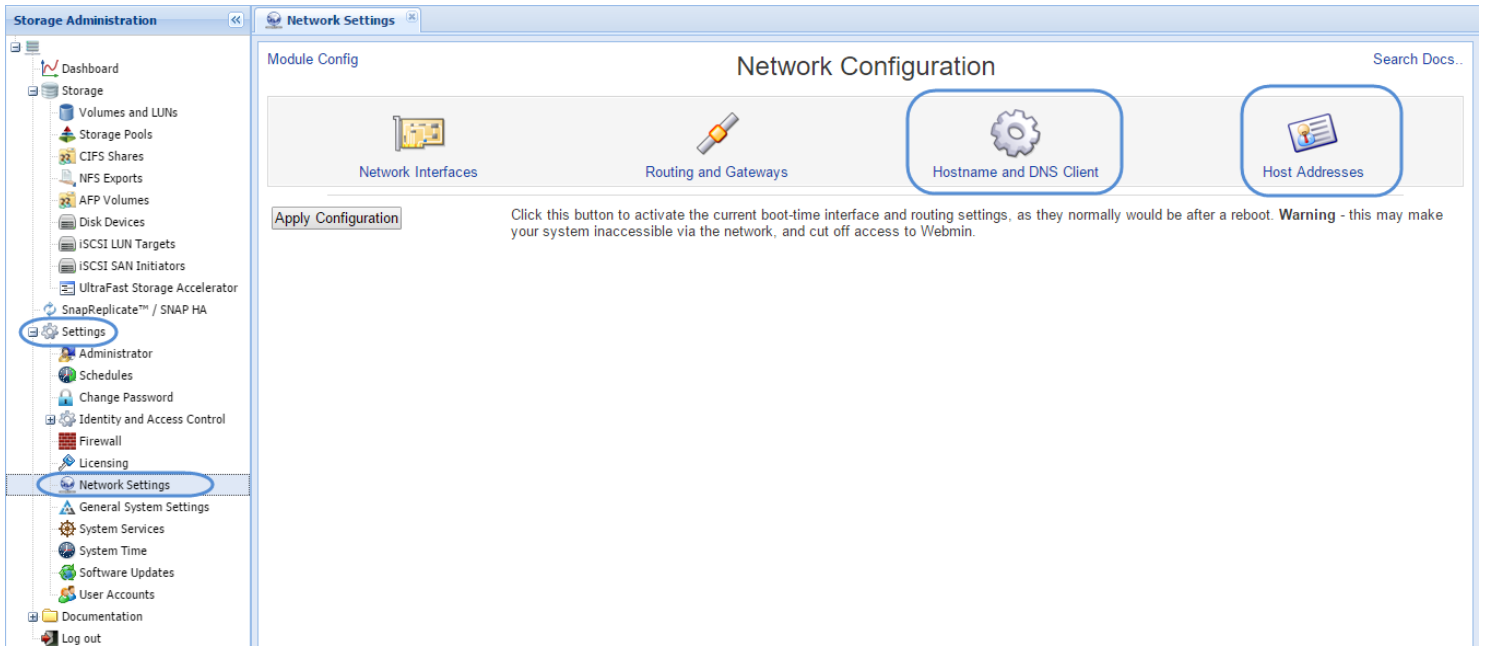 Storage Administration
Dashboard
Storage
Volumes and LUNs
Storage Pools
CIFS Shares
NFS Exports
AFP Volumes
Disk Devices
iSCSI LUN Targets
iSCSI SAN Initiators
UltraFast Storage Accelerator
SnapReplicate™ / SNAP HA
Settings
Administrator
Schedules
Change Password
Identity and Access Control
Firewall
Licensing
Network Settings
General System Settings
System Services
System Time
Software Updates
User Accounts
Documentation
Log out
Network Settings
Module Config
Network Configuration
Search Docs..
Network Interfaces
Routing and Gateways
Hostname and DNS Client
Host Addresses
Apply Configuration
Click this button to activate the current boot-time interface and routing settings, as they normally would be after a reboot. Warning - this may make
your system inaccessible via the network, and cut off access to Webmin.